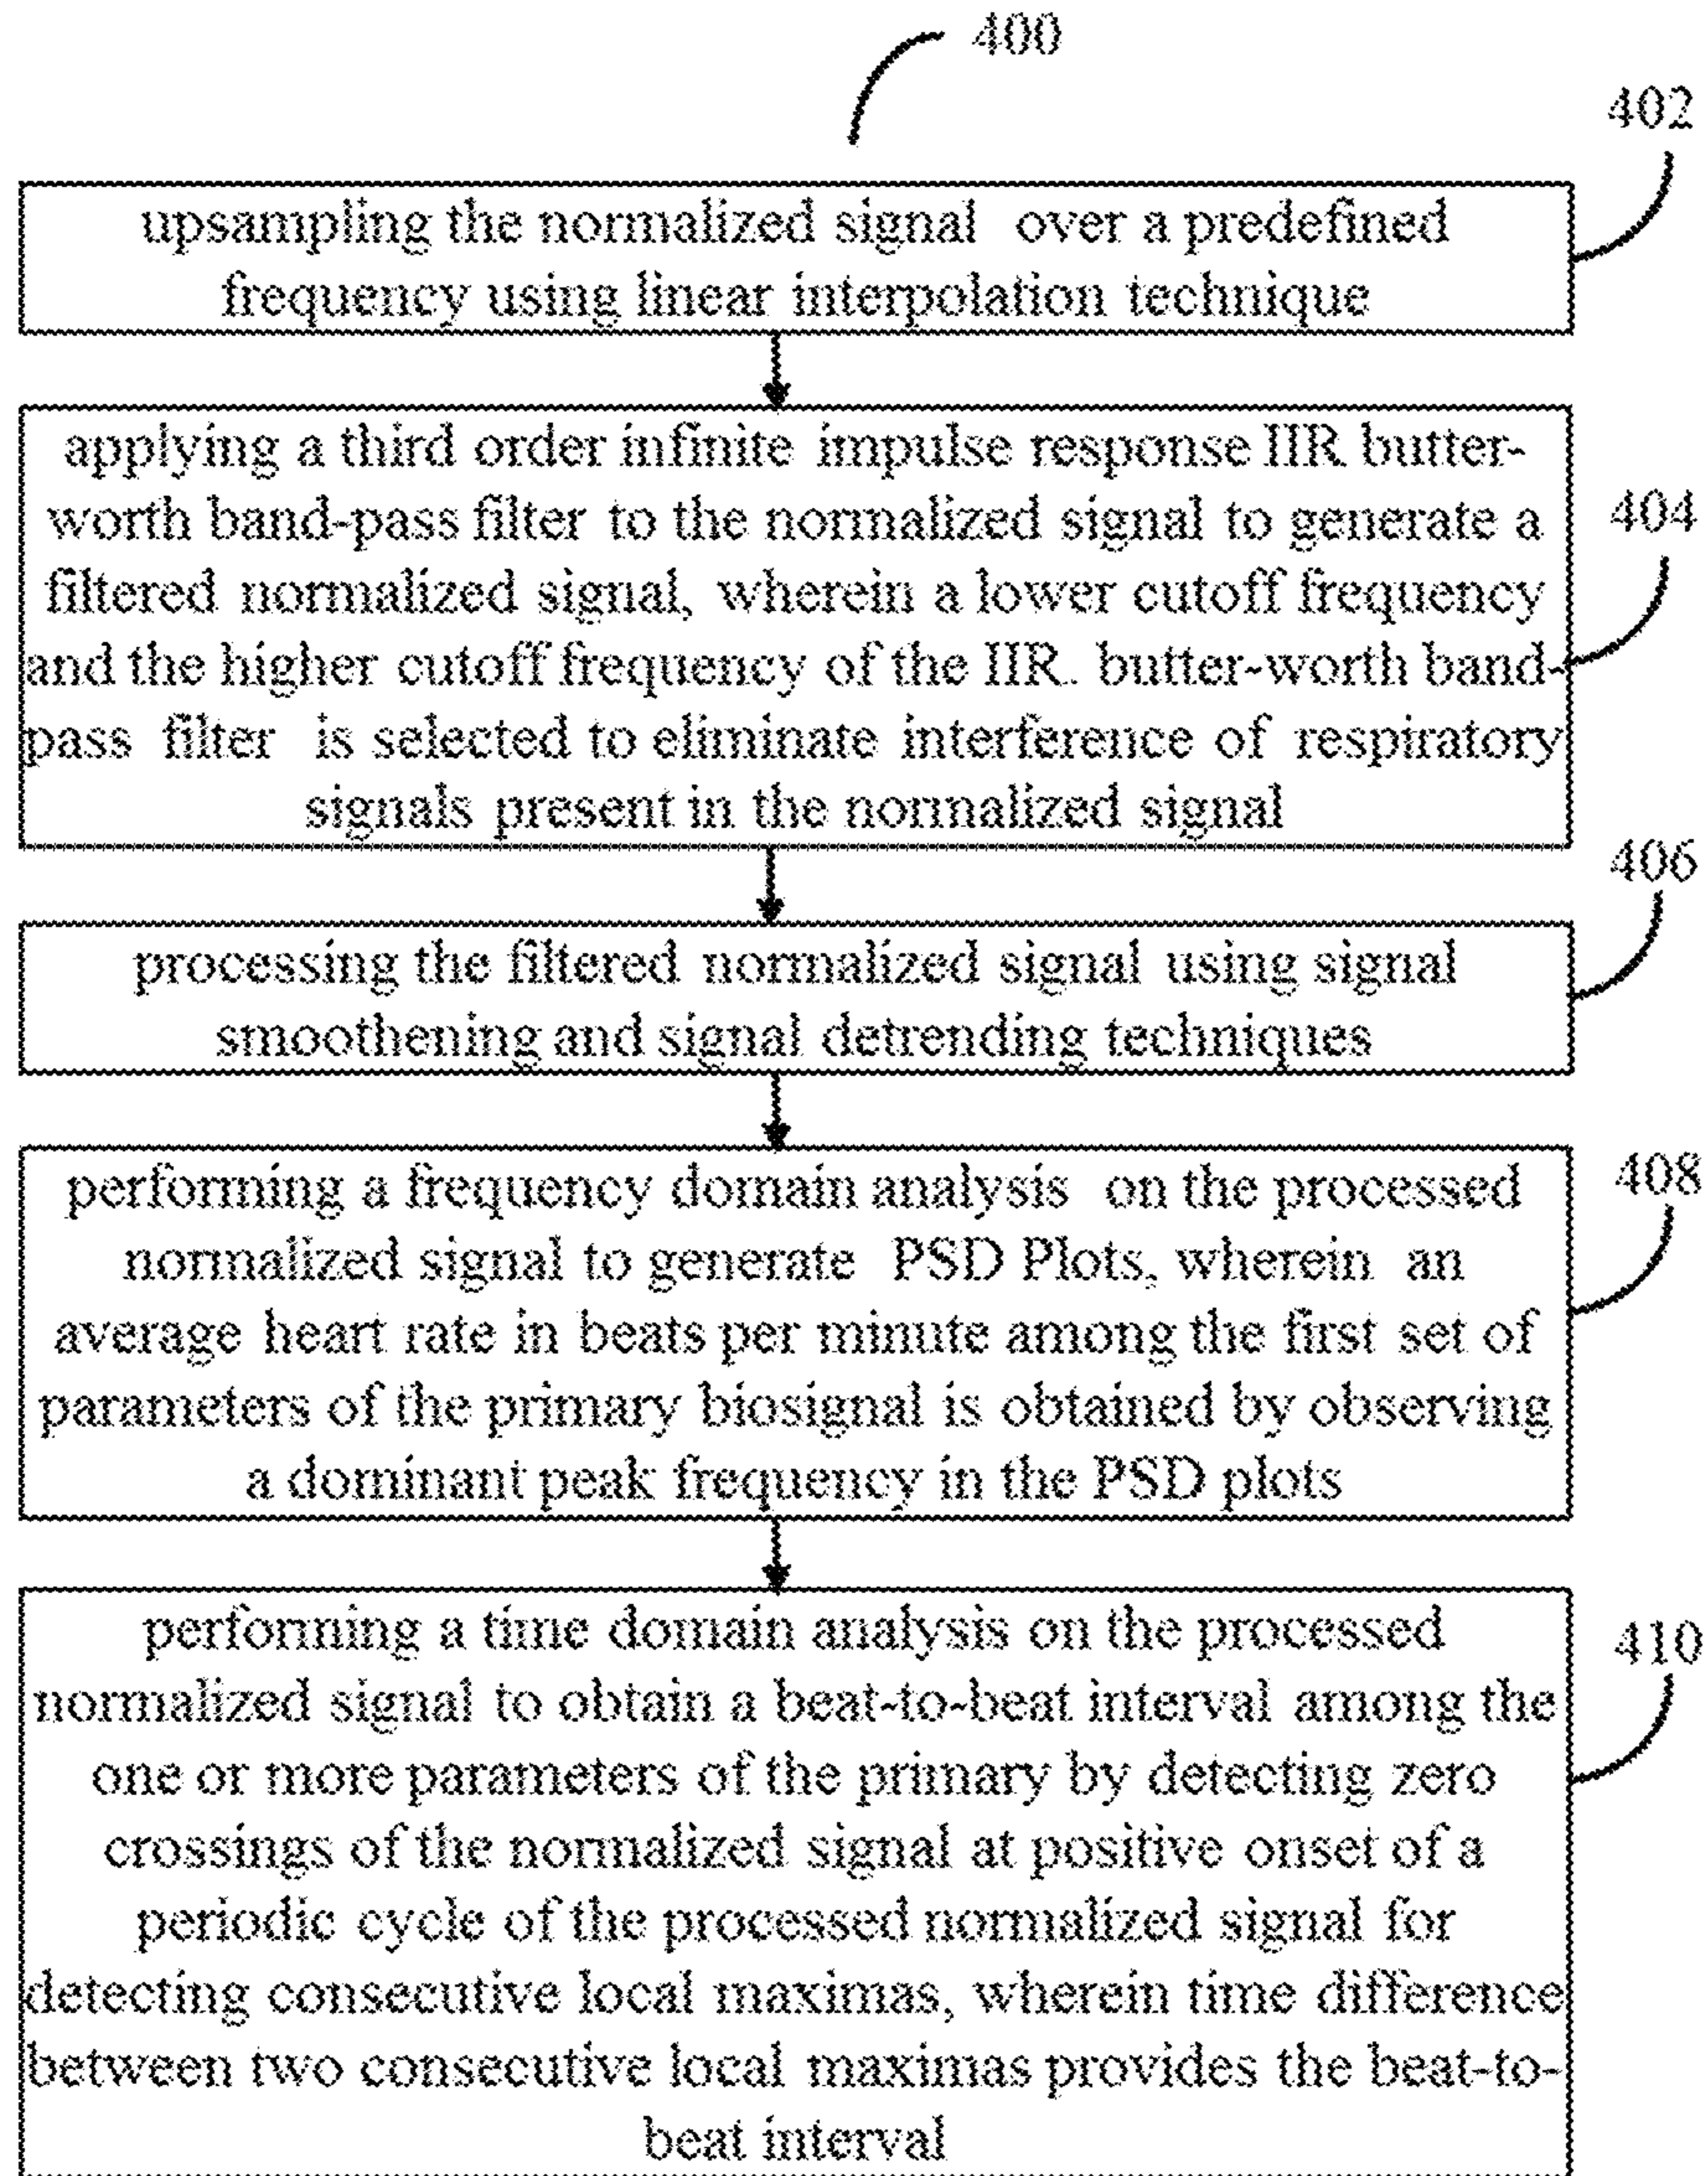 400
402
upsampling the normalized signal over a predefined
frequency using linear interpolation technique
applying a third order infinite impulse response IIR butter-
worth band-pass filter to the normalized signal to generate a
404
filtered normalized signal, wherein a lower cutoff frequency
and the higher cutoff frequency of the IIR. butter-worth band-
pass filter is selected to eliminate interference of respiratory
signals present in the normalized signal
406
processing the filtered normalized signal using signal
smoothening and signal detrending techniques
408
performing a frequency domain analysis on the processed
normalized signal to generate PSD Plots, wherein an
average heart rate in beats per minute among the first set of
parameters of the primary biosignal is obtained by observing
a dominant peak frequency in the PSD plots
410
performing a time domain analysis on the processed
normalized signal to obtain a beat-to-beat interval among the
one or more parameters of the primary by detecting zero
crossings of the normalized signal at positive onset of a
periodic cycle of the processed normalized signal for
detecting consecutive local maximas, wherein time difference
between two consecutive local maximas provides the beat-to-
beat interval